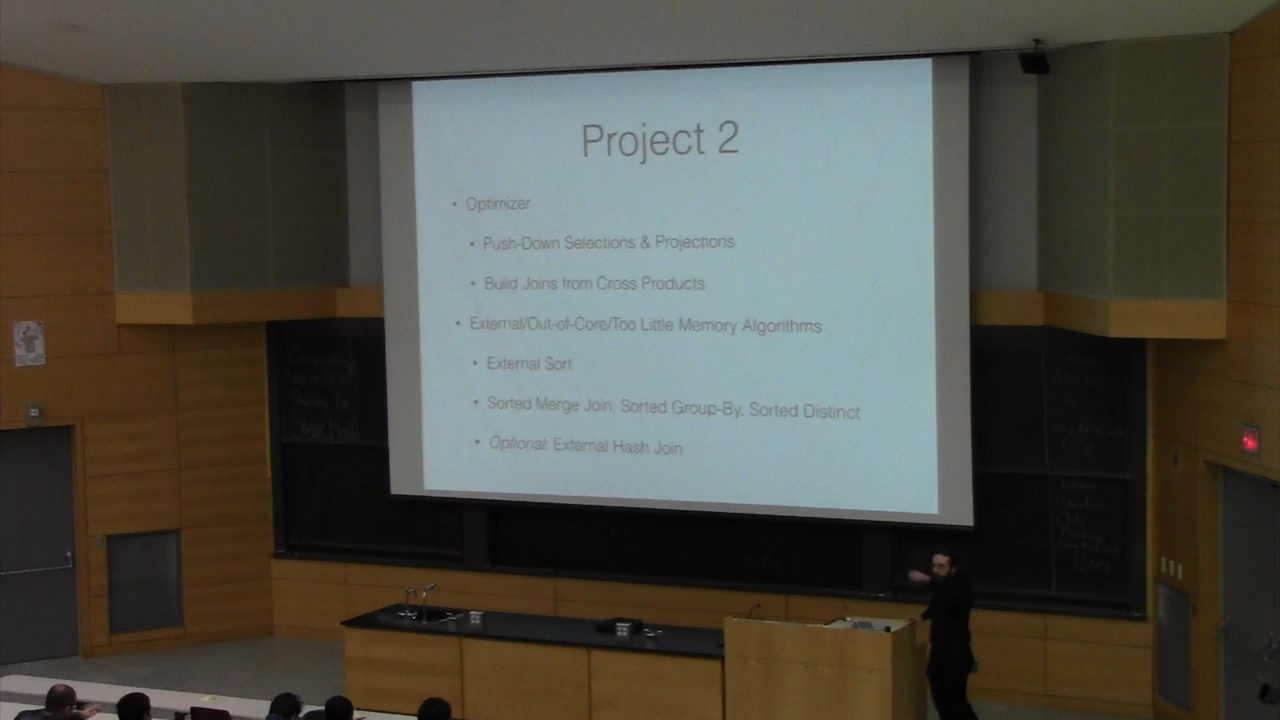 Project 2
• Optimizer
• Push-Down Selections & Projections
• Build Joins from Cross Products
• External/Out-of-Core/Too Little Memory Algorithms
• External Sort
• Sorted Merge Join, Sorted Group-By, Sorted Distinct
• Optional: External Hash Join